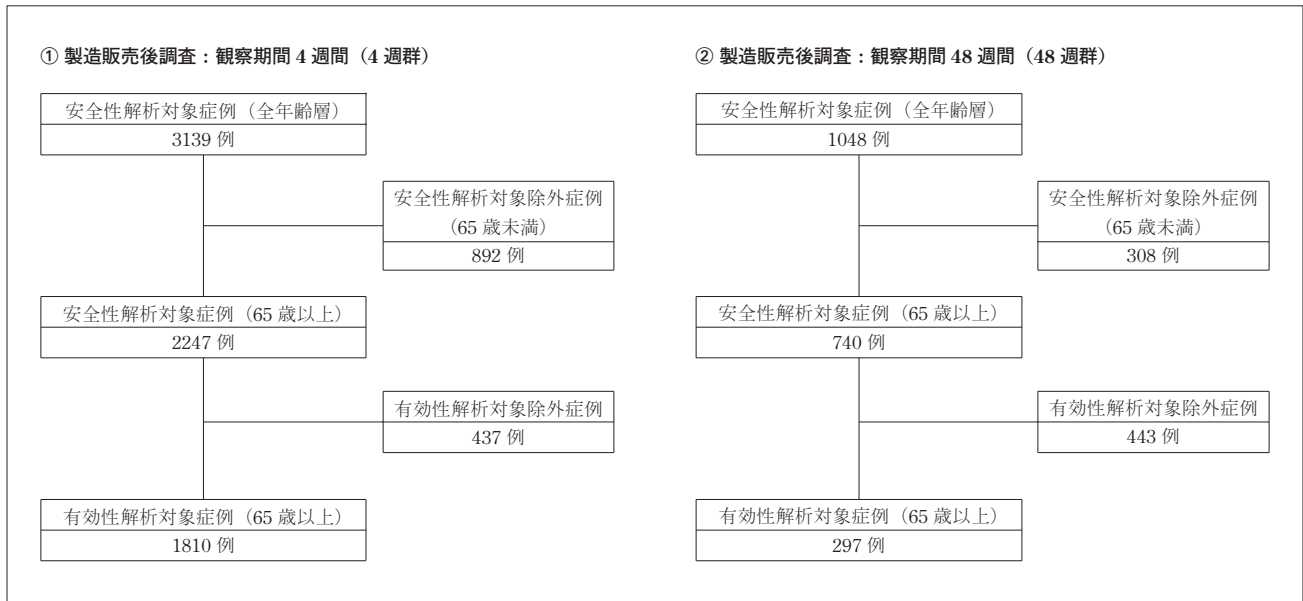 ① 製造販売後調査：観察期間 4 週間（4 週群）
安全性解析対象症例（全年齢層）
3139 例
安全性解析対象除外症例
（65 歳未満）
892 例
安全性解析対象症例（65 歳以上）
2247 例
有効性解析対象除外症例
437 例
有効性解析対象症例（65 歳以上）
1810 例
② 製造販売後調査：観察期間 48 週間（48 週群）
安全性解析対象症例（全年齢層）
1048 例
安全性解析対象除外症例
（65 歳未満）
308 例
安全性解析対象症例（65 歳以上）
740 例
有効性解析対象除外症例
443 例
有効性解析対象症例（65 歳以上）
297 例